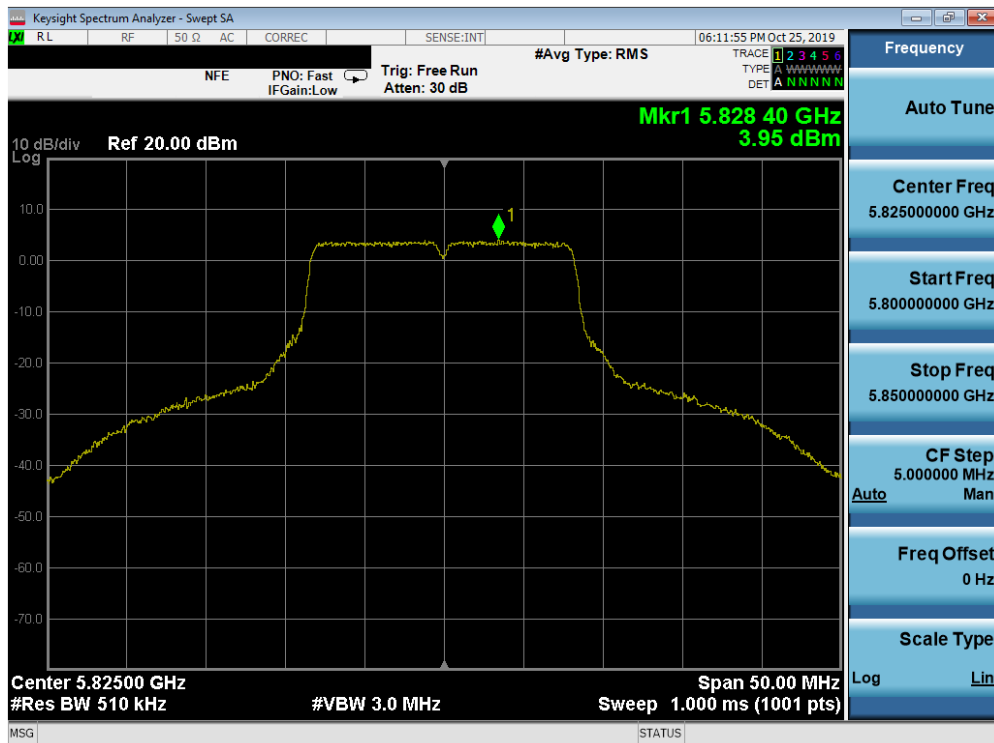 Keysight Spectrum Analyzer - Swept SA
LXI RL RF 50 Ω AC CORREC SENSE:INT 06:11:55 PM Oct 25, 2019
#Avg Type: RMS TRACE 1 2 3 4 5 6
NFE PNO: Fast Trig: Free Run TYPE A WWWWW
IFGain:Low Atten: 30 dB DET A N N N N N
Mkr1 5.828 40 GHz
3.95 dBm
10 dB/div Ref 20.00 dBm
Log
1
10.0
0.00
-10.0
-20.0
-30.0
-40.0
-50.0
-60.0
-70.0
Center 5.82500 GHz Span 50.00 MHz
#Res BW 510 kHz #VBW 3.0 MHz Sweep 1.000 ms (1001 pts)
MSG STATUS
Frequency
Auto Tune
Center Freq
5.825000000 GHz
Start Freq
5.800000000 GHz
Stop Freq
5.850000000 GHz
CF Step
5.000000 MHz
Auto Man
Freq Offset
0 Hz
Scale Type
Log Lin